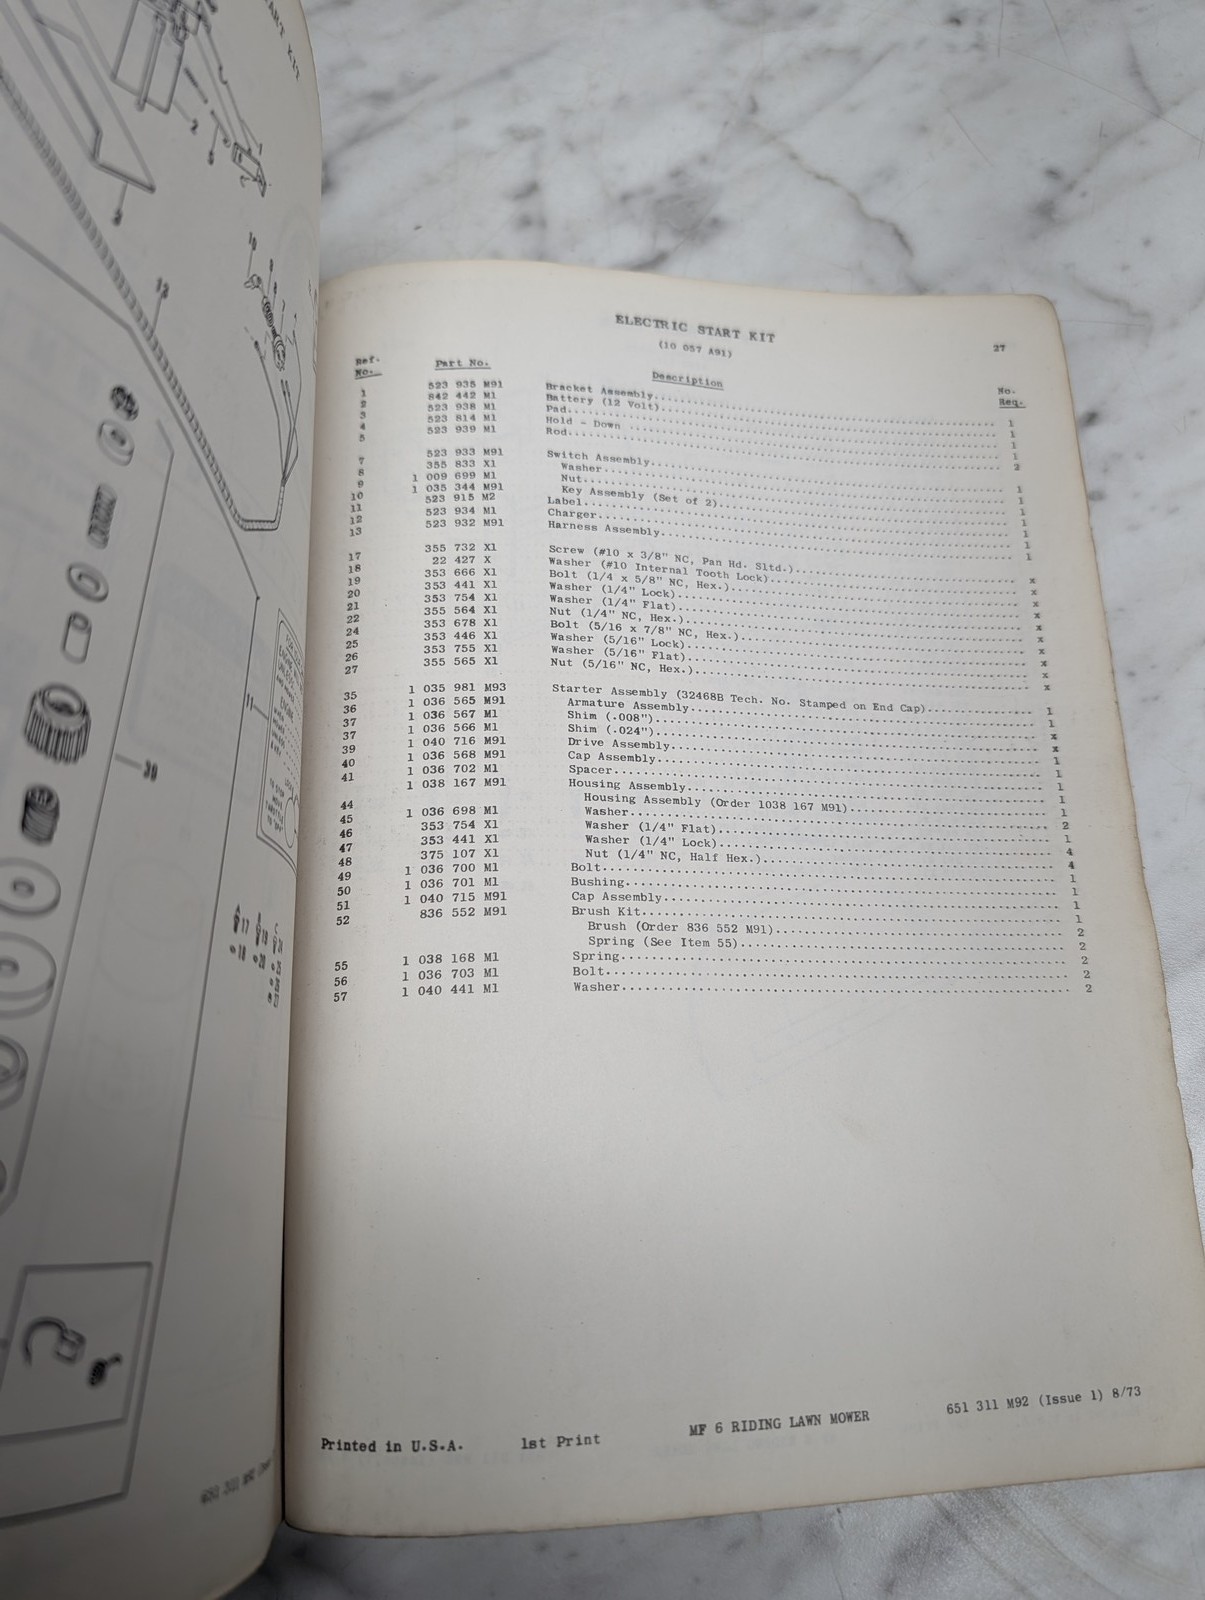 ELECTRIC START KIT
(10 057 A91)
27
Ref. No. Part No. Description No. Req.
1 523 935 M91 Bracket Assembly 1
2 842 442 M1 Battery (12 Volt) 1
3 523 938 M1 Pad 1
4 523 814 M1 Hold - Down 1
5 523 939 M1 Rod 2
7 523 933 M91 Switch Assembly 1
8 355 833 X1 Washer 1
9 1 009 699 M1 Nut 1
10 1 035 344 M91 Key Assembly (Set of 2) 1
11 523 915 M2 Label 1
12 523 934 M1 Charger 1
13 523 932 M91 Harness Assembly 1
17 355 732 X1 Screw (#10 x 3/8" NC, Pan Hd. Sltd.) x
18 22 427 X Washer (#10 Internal Tooth Lock) x
19 353 666 X1 Bolt (1/4 x 5/8" NC, Hex.) x
20 353 441 X1 Washer (1/4" Lock) x
21 353 754 X1 Washer (1/4" Flat) x
22 355 564 X1 Nut (1/4" NC, Hex.) x
24 353 678 X1 Bolt (5/16 x 7/8" NC, Hex.) x
25 353 446 X1 Washer (5/16" Lock) x
26 353 755 X1 Washer (5/16" Flat) x
27 355 565 X1 Nut (5/16" NC, Hex.) x
35 1 035 981 M93 Starter Assembly (32468B Tech. No. Stamped on End Cap) 1
36 1 036 565 M91 Armature Assembly 1
37 1 036 567 M1 Shim (.008") x
37 1 036 566 M1 Shim (.024") x
39 1 040 716 M91 Drive Assembly 1
40 1 036 568 M91 Cap Assembly 1
41 1 036 702 M1 Spacer 1
1 038 167 M91 Housing Assembly 1
44 Housing Assembly (Order 1038 167 M91) 1
45 1 036 698 M1 Washer 2
46 353 754 X1 Washer (1/4" Flat) 1
47 353 441 X1 Washer (1/4" Lock) 4
48 375 107 X1 Nut (1/4" NC, Half Hex.) 4
49 1 036 700 M1 Bolt 1
50 1 036 701 M1 Bushing 1
51 1 040 715 M91 Cap Assembly 1
52 836 552 M91 Brush Kit 1
Brush (Order 836 552 M91) 2
Spring (See Item 55) 2
55 1 038 168 M1 Spring 2
56 1 036 703 M1 Bolt 2
57 1 040 441 M1 Washer 2
Printed in U.S.A. 1st Print MF 6 RIDING LAWN MOWER 651 311 M92 (Issue 1) 8/73
ART KIT
2
10
9
8
7
13
11
17
18
19
20